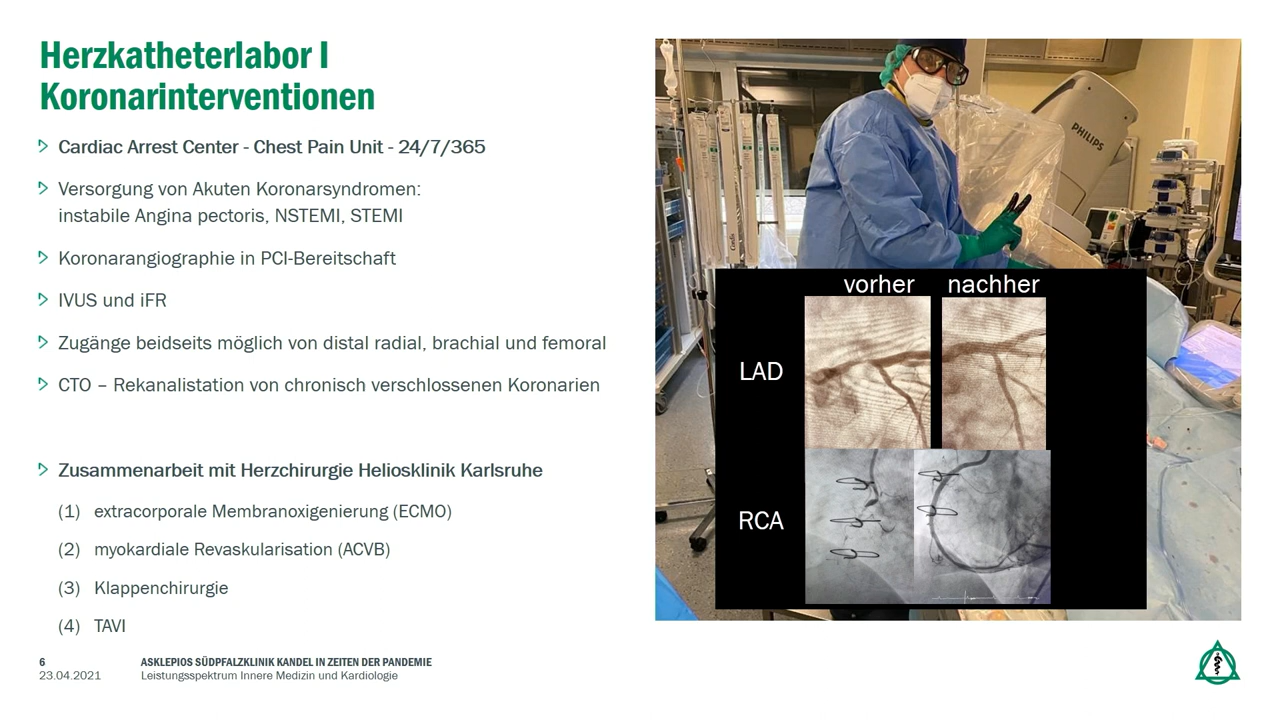 Herzkatheterlabor I
Koronarinterventionen
Cardiac Arrest Center - Chest Pain Unit - 24/7/365
Versorgung von Akuten Koronarsyndromen:
instabile Angina pectoris, NSTEMI, STEMI
Koronarangiographie in PCI-Bereitschaft
IVUS und iFR
Zugänge beidseits möglich von distal radial, brachial und femoral
CTO – Rekanalistation von chronisch verschlossenen Koronarien
Zusammenarbeit mit Herzchirurgie Heliosklinik Karlsruhe
(1) extracorporale Membranoxigenierung (ECMO)
(2) myokardiale Revaskularisation (ACVB)
(3) Klappenchirurgie
(4) TAVI
PHILIPS
Cordis
vorher nachher
LAD
RCA
6 ASKLEPIOS SÜDPFALZKLINIK KANDEL IN ZEITEN DER PANDEMIE
23.04.2021 Leistungsspektrum Innere Medizin und Kardiologie